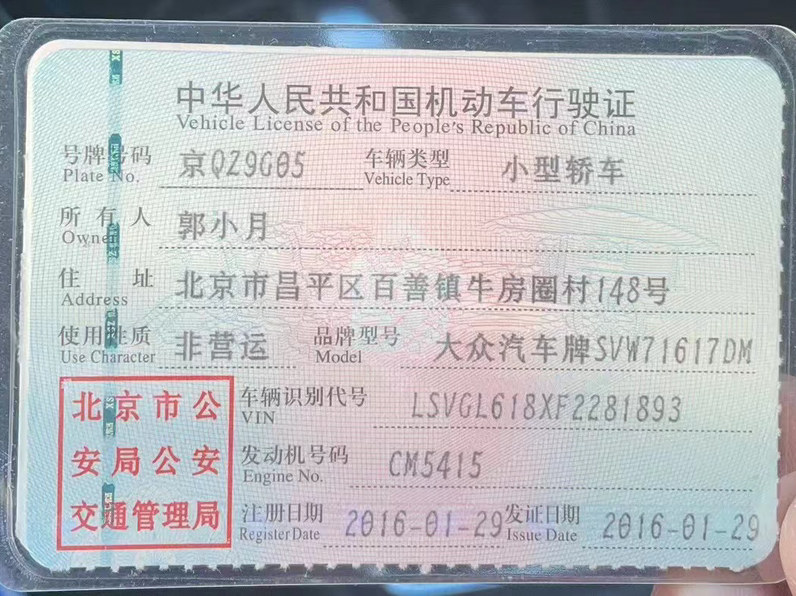 中华人民共和国机动车行驶证
Vehicle License of the People's Republic of China
号牌号码 京QZ9G05 车辆类型 小型轿车
Plate No. Vehicle Type
所有人 郭小月
Owner
住址 北京市昌平区百善镇牛房圈村148号
Address
使用性质 非营运 品牌型号 大众汽车牌SVW71617DM
Use Character Model
北京市公 车辆识别代号 LSVGL618XF2281893
VIN
安局公安 发动机号码 CM5415
Engine No.
交通管理局 注册日期 2016-01-29 发证日期 2016-01-29
Register Date Issue Date